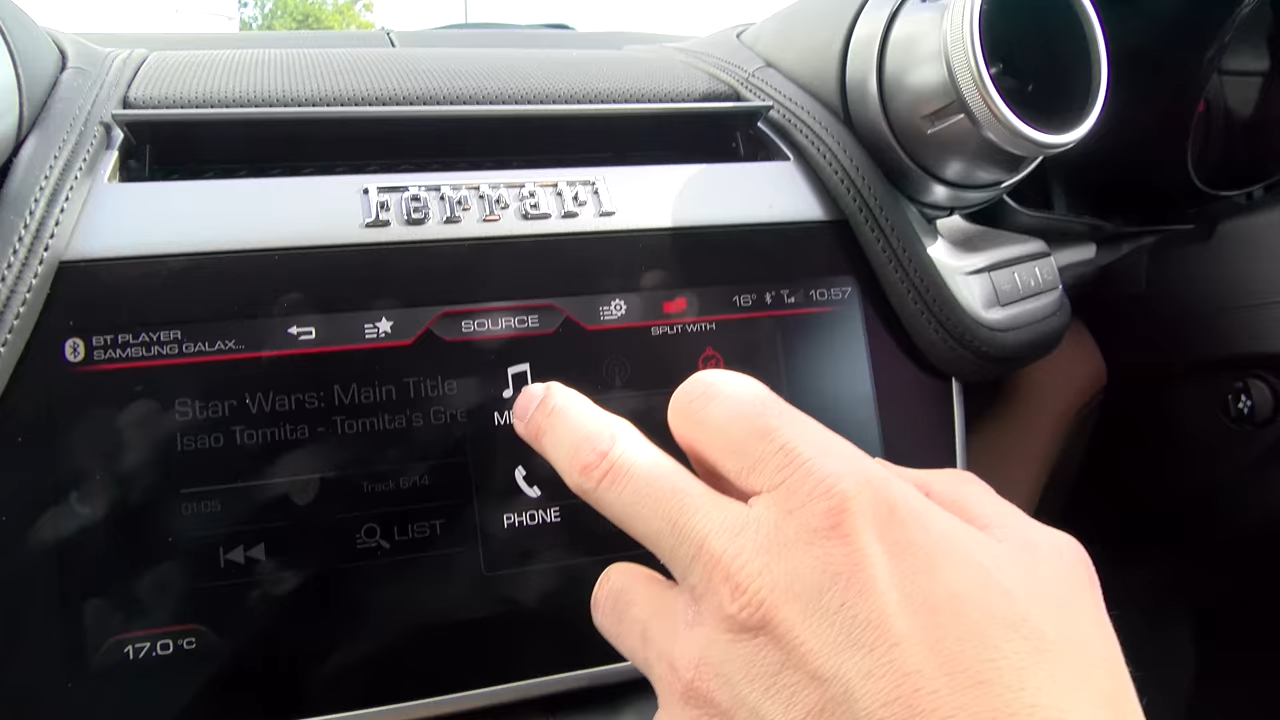 Ferrari
BT PLAYER
SAMSUNG GALAX...
SOURCE
SPLIT WITH
16°
10:57
Star Wars: Main Title
Isao Tomita - Tomita's Gre
01:05
Track 6/14
LIST
PHONE
17.0°C